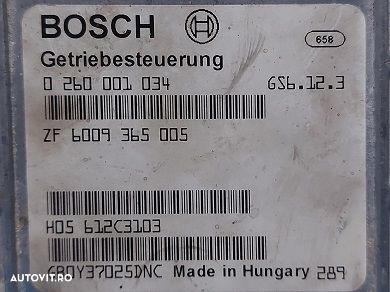 BOSCH
658
Getriebesteuerung
0 260 001 034 GS6.12.3
ZF 6009 365 005
H05 612C3103
Made in Hungary 289
AUTOVIT.RO